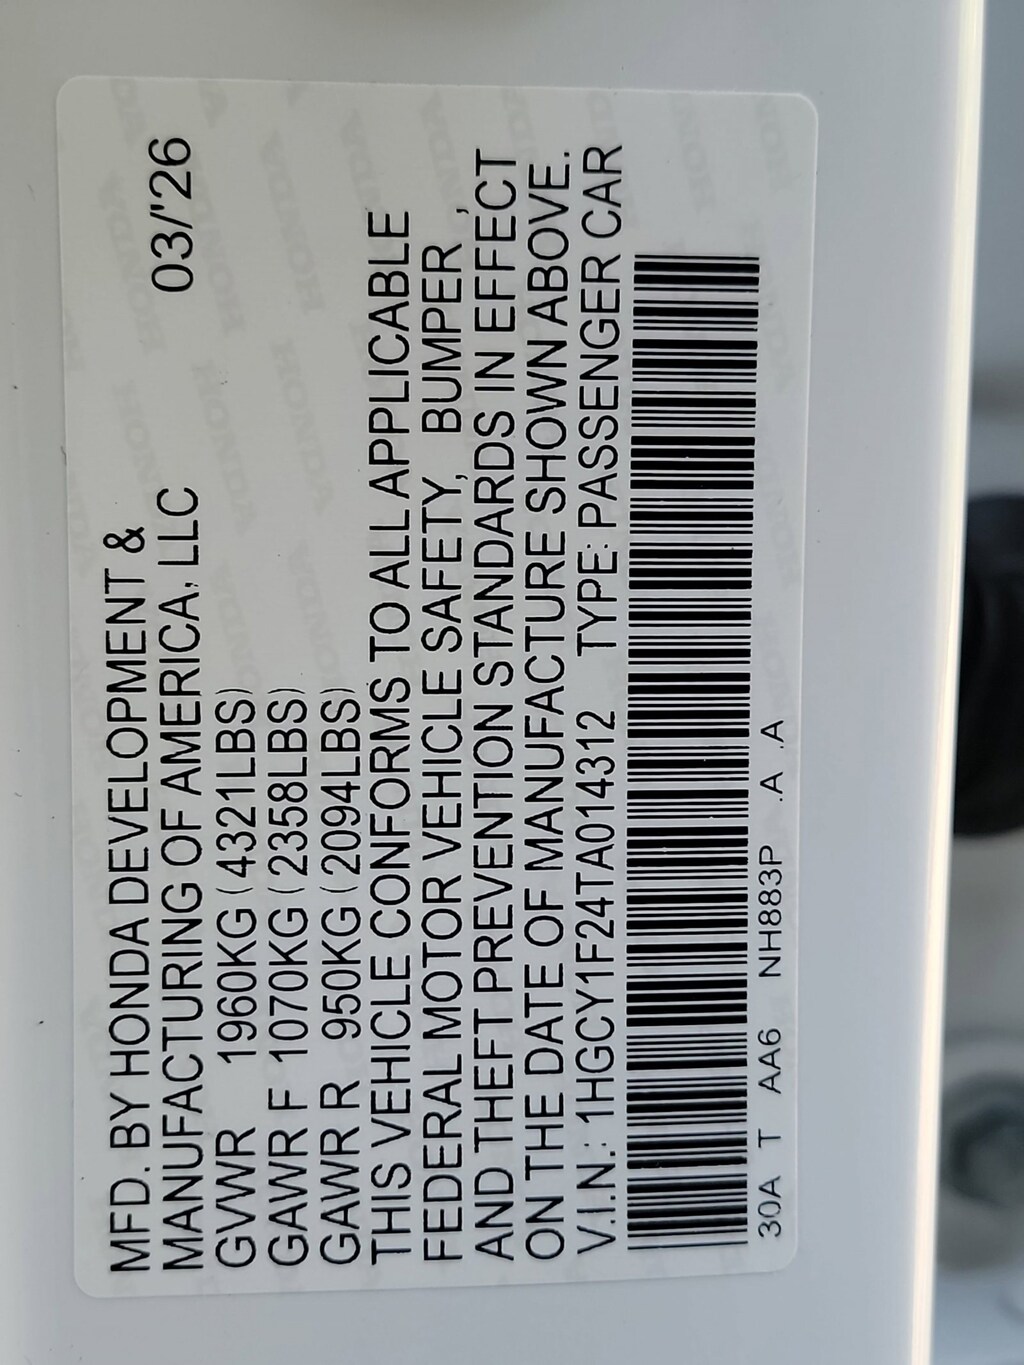 MFD. BY HONDA DEVELOPMENT &
MANUFACTURING OF AMERICA, LLC 03/'26
GVWR 1960KG (4321LBS)
GAWR F 1070KG (2358LBS)
GAWR R 950KG (2094LBS)
THIS VEHICLE CONFORMS TO ALL APPLICABLE
FEDERAL MOTOR VEHICLE SAFETY, BUMPER,
AND THEFT PREVENTION STANDARDS IN EFFECT
ON THE DATE OF MANUFACTURE SHOWN ABOVE.
V.I.N.: 1HGCY1F24TA014312 TYPE: PASSENGER CAR
30A T AA6 NH883P .A .A